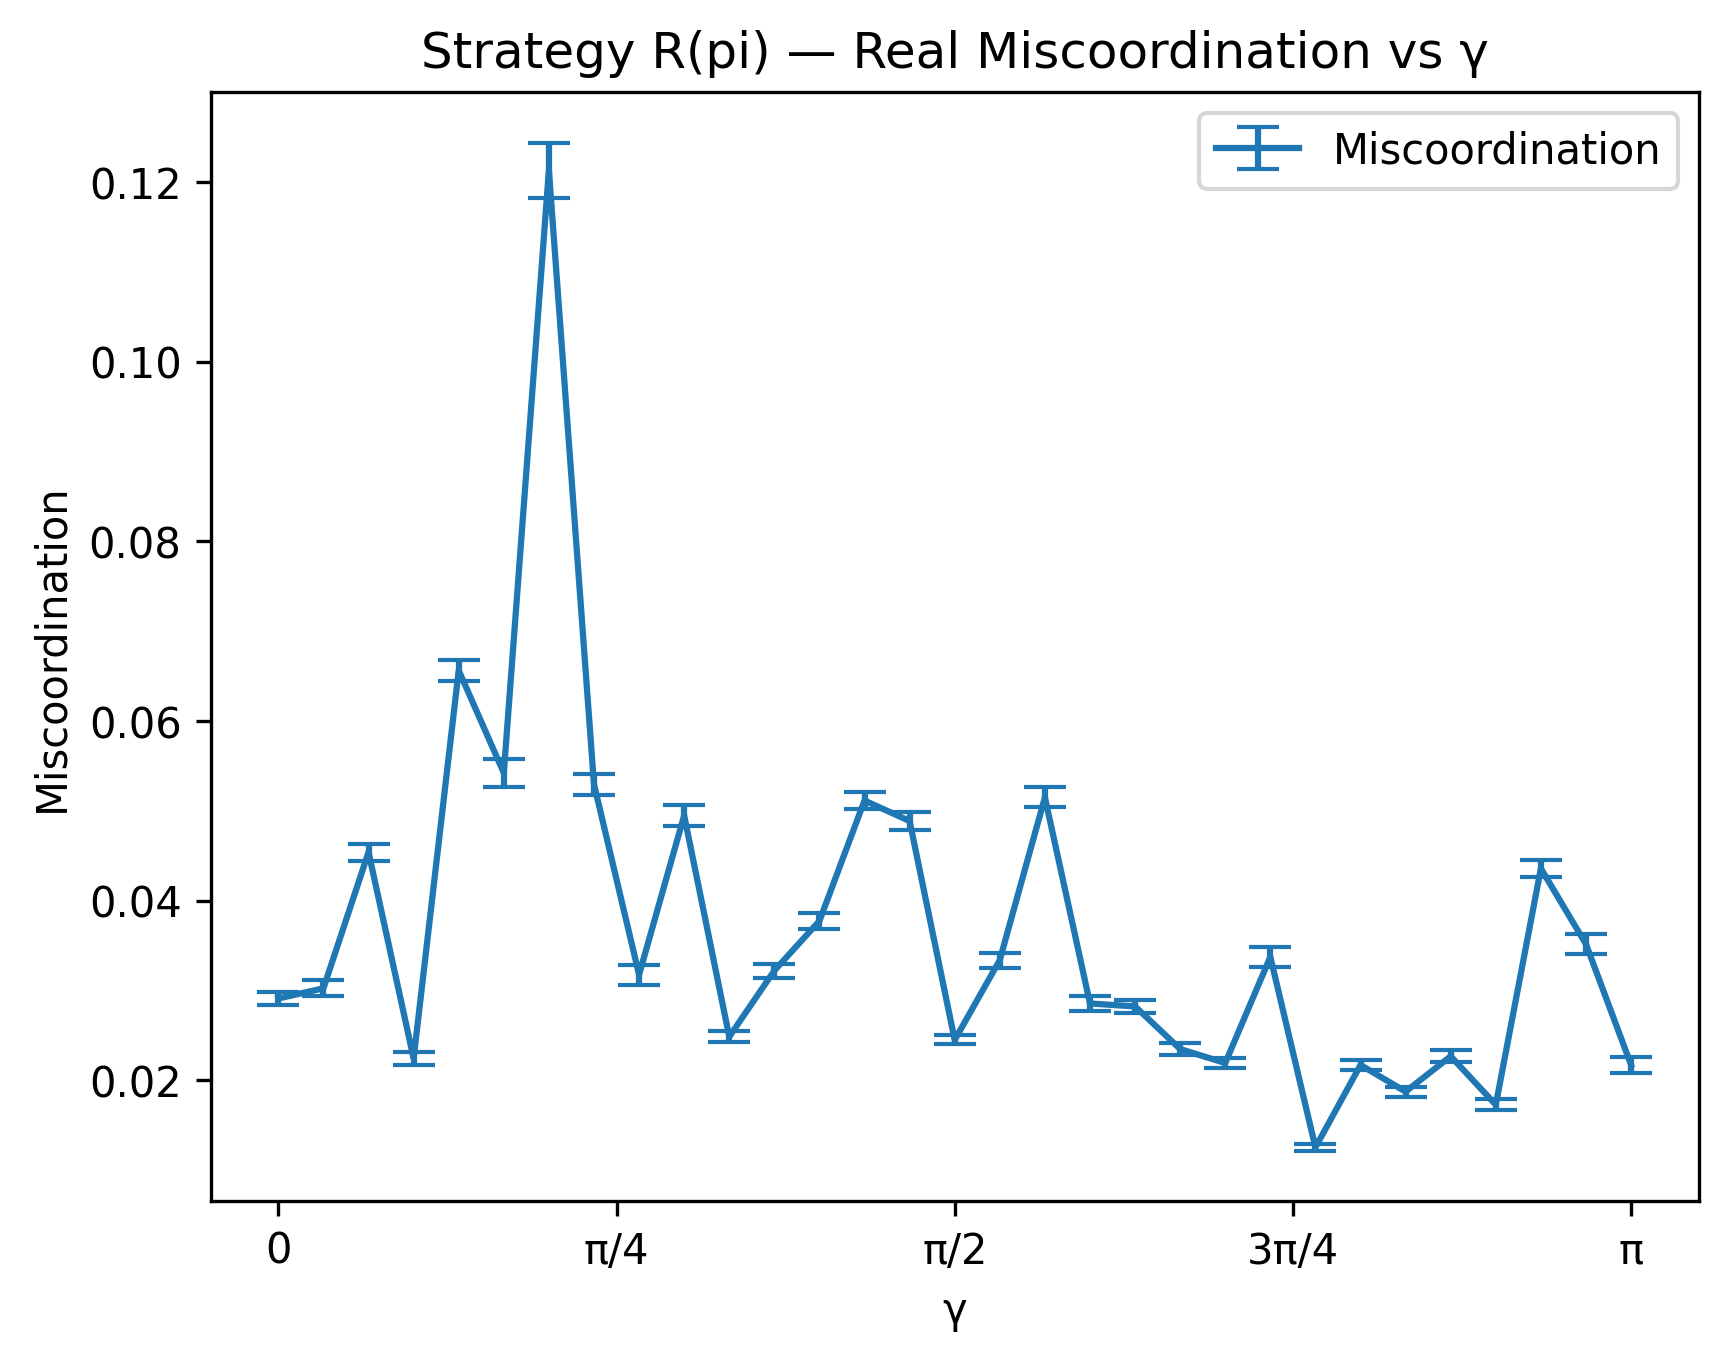 Strategy R(pi) — Real Miscoordination vs γ
Miscoordination
0.12
0.10
0.08
0.06
0.04
0.02
Miscoordination
0
π/4
π/2
3π/4
π
γ